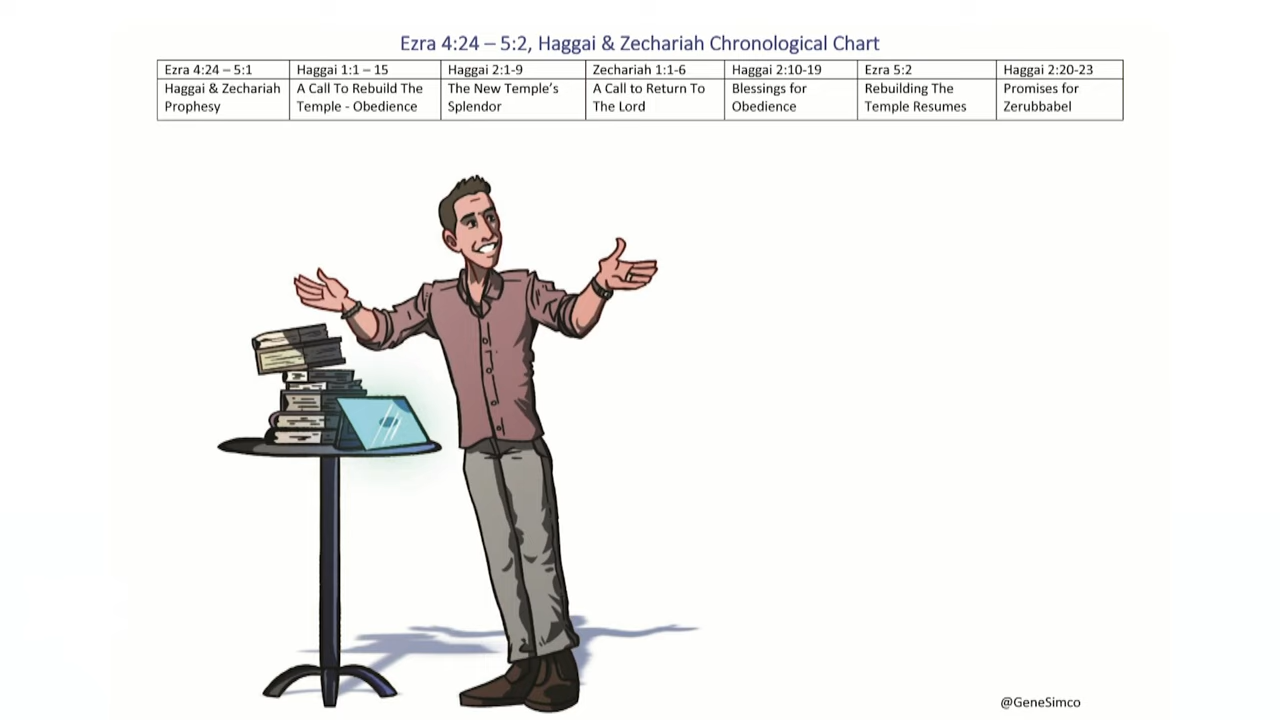 Ezra 4:24 – 5:2, Haggai & Zechariah Chronological Chart
Ezra 4:24 – 5:1
Haggai & Zechariah
Prophesy
Haggai 1:1 – 15
A Call To Rebuild The
Temple - Obedience
Haggai 2:1-9
The New Temple's
Splendor
Zechariah 1:1-6
A Call to Return To
The Lord
Haggai 2:10-19
Blessings for
Obedience
Ezra 5:2
Rebuilding The
Temple Resumes
Haggai 2:20-23
Promises for
Zerubbabel
@GeneSimco